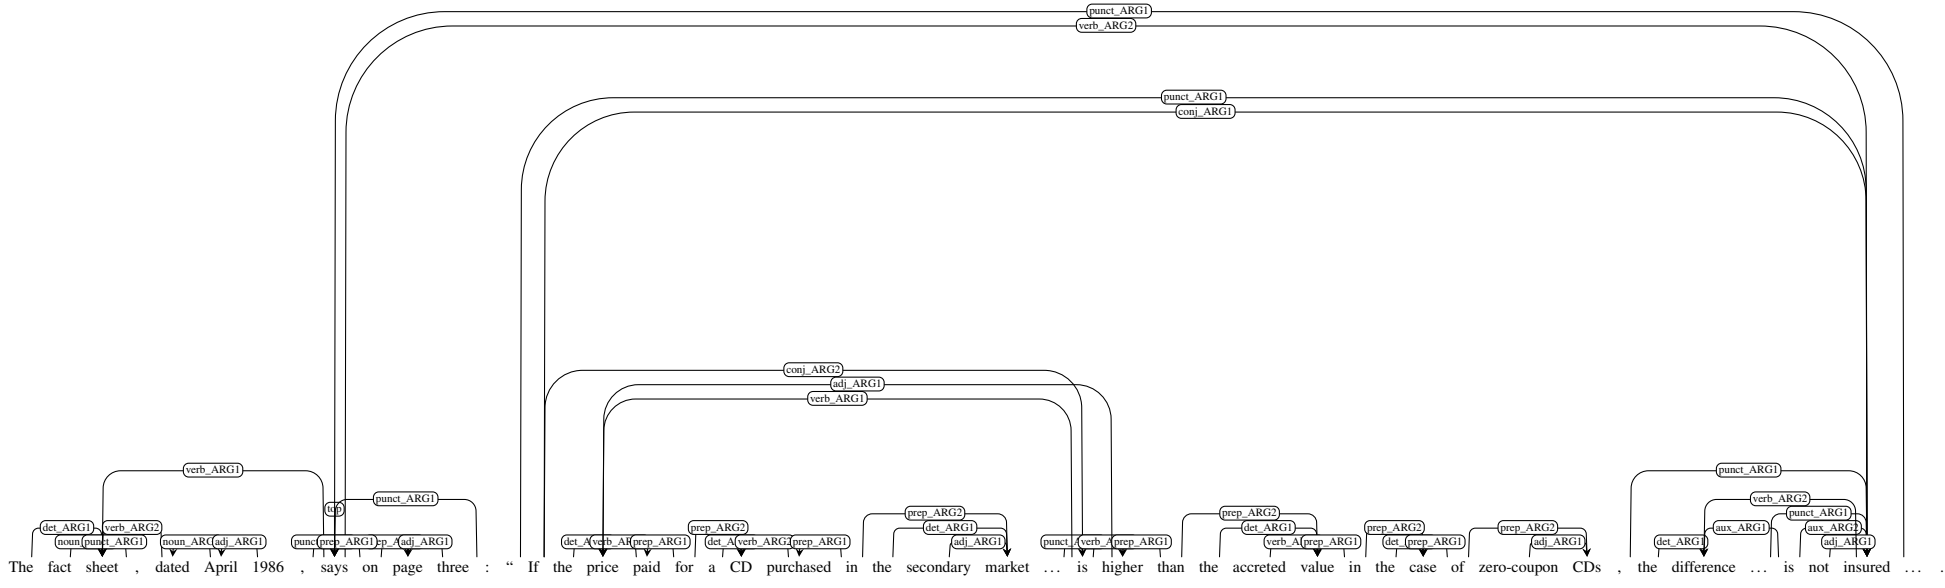 punct_ARG1
verb_ARG2
punct_ARG1
conj_ARG1
conj_ARG2
adj_ARG1
verb_ARG1
verb_ARG1 punct_ARG1
punct_ARG1 verb_ARG2
top
prep_ARG2 prep_ARG2 punct_ARG1
det_ARG1 verb_ARG2 prep_ARG2 det_ARG1 det_ARG1 prep_ARG2 prep_ARG2 aux_ARG1 aux_ARG2
punct_ARG1 adj_ARG1 prep_ARG1 adj_ARG1 prep_ARG1 verb_ARG2 prep_ARG1 adj_ARG1 prep_ARG1 prep_ARG1 prep_ARG1 adj_ARG1 det_ARG1 adj_ARG1
The fact sheet , dated April 1986 , says on page three : “ If the price paid for a CD purchased in the secondary market ... is higher than the accreted value in the case of zero-coupon CDs , the difference ... is not insured ... .